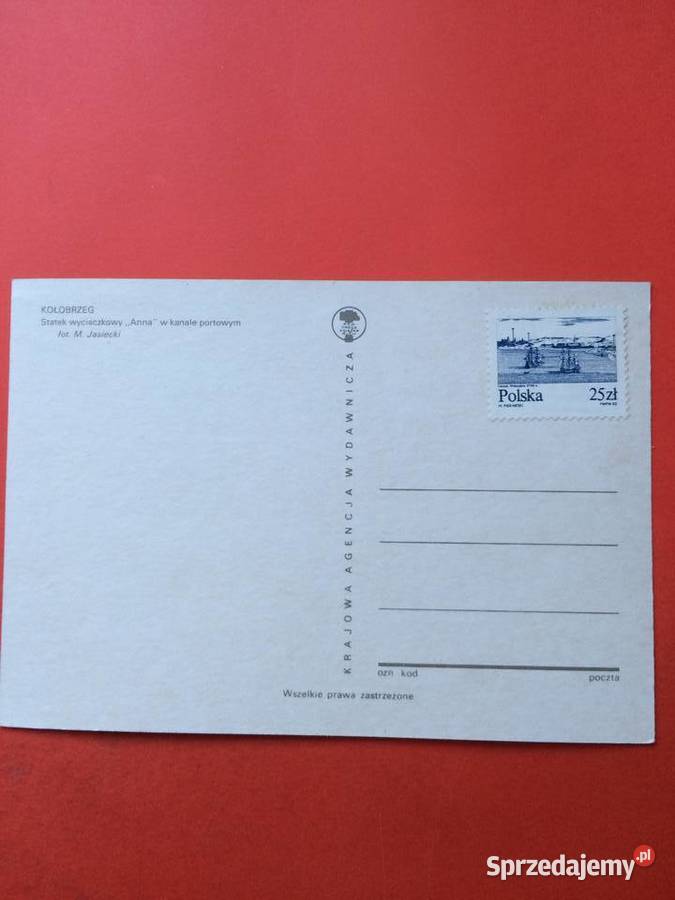 KOŁOBRZEG
Statek wycieczkowy „Anna" w kanale portowym
fot. M. Jasiecki
KRAJOWA AGENCJA WYDAWNICZA
Polska 25zł
ozn kod poczta
Wszelkie prawa zastrzeżone
Sprzedajemy.pl